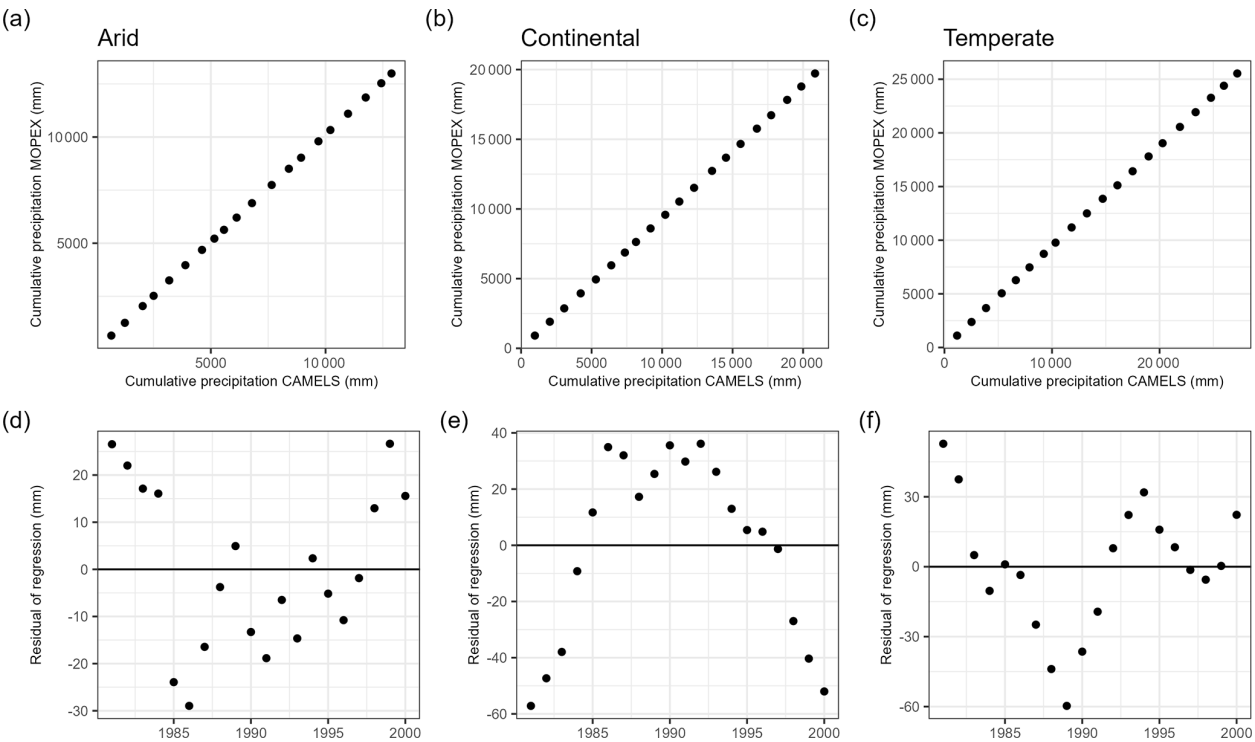 (a)
Arid
Cumulative precipitation MOPEX (mm)
10000
5000
5000
10000
Cumulative precipitation CAMELS (mm)
(b)
Continental
Cumulative precipitation MOPEX (mm)
20 000
15 000
10 000
5000
0
0
5000
10 000
15 000
20 000
Cumulative precipitation CAMELS (mm)
(c)
Temperate
Cumulative precipitation MOPEX (mm)
25 000
20 000
15 000
10 000
5000
0
0
10 000
20 000
Cumulative precipitation CAMELS (mm)
(d)
Residual of regression (mm)
20
10
0
-10
-20
-30
1985
1990
1995
2000
(e)
Residual of regression (mm)
40
20
0
-20
-40
-60
1985
1990
1995
2000
(f)
Residual of regression (mm)
30
0
-30
-60
1985
1990
1995
2000